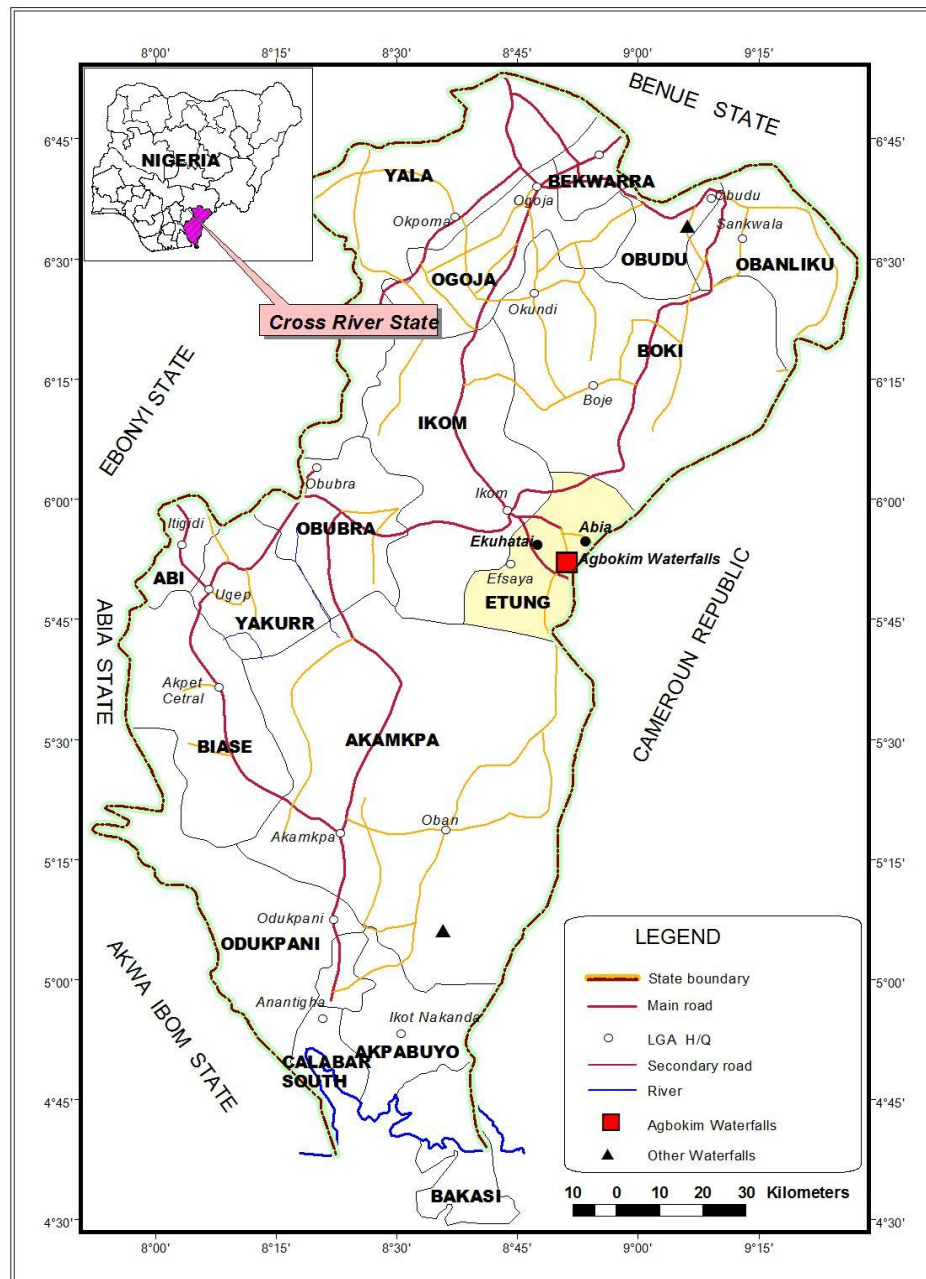 8°00'
8°15'
8°30'
8°45'
9°00'
9°15'
BENUE STATE
NIGERIA
Cross River State
6°45'
6°45'
YALA
BEKWARRA
Ogoja
Okpoma
Obudu
Sankwala
6°30'
6°30'
OBUDU
OBANLIKU
OGOJA
Okundi
EBONYI STATE
BOKI
6°15'
6°15'
Boje
IKOM
Obubra
Ikom
6°00'
6°00'
Itigidi
OBUBRA
Ekuhatai
Abia
Agbokim Waterfalls
ABI
Efsaya
Ugep
ETUNG
YAKURR
5°45'
5°45'
ABIA STATE
CAMEROUN REPUBLIC
Akpet
Cetral
BIASE
AKAMKPA
5°30'
5°30'
Akamkpa
Oban
5°15'
5°15'
Odukpani
ODUKPANI
AKWA IBOM STATE
5°00'
5°00'
Anantigha
Ikot Nakanda
AKPABUYO
CALABAR
SOUTH
4°45'
4°45'
BAKASI
4°30'
4°30'
LEGEND
State boundary
Main road
LGA H/Q
Secondary road
River
Agbokim Waterfalls
Other Waterfalls
10 0 10 20 30 Kilometers
8°00'
8°15'
8°30'
8°45'
9°00'
9°15'